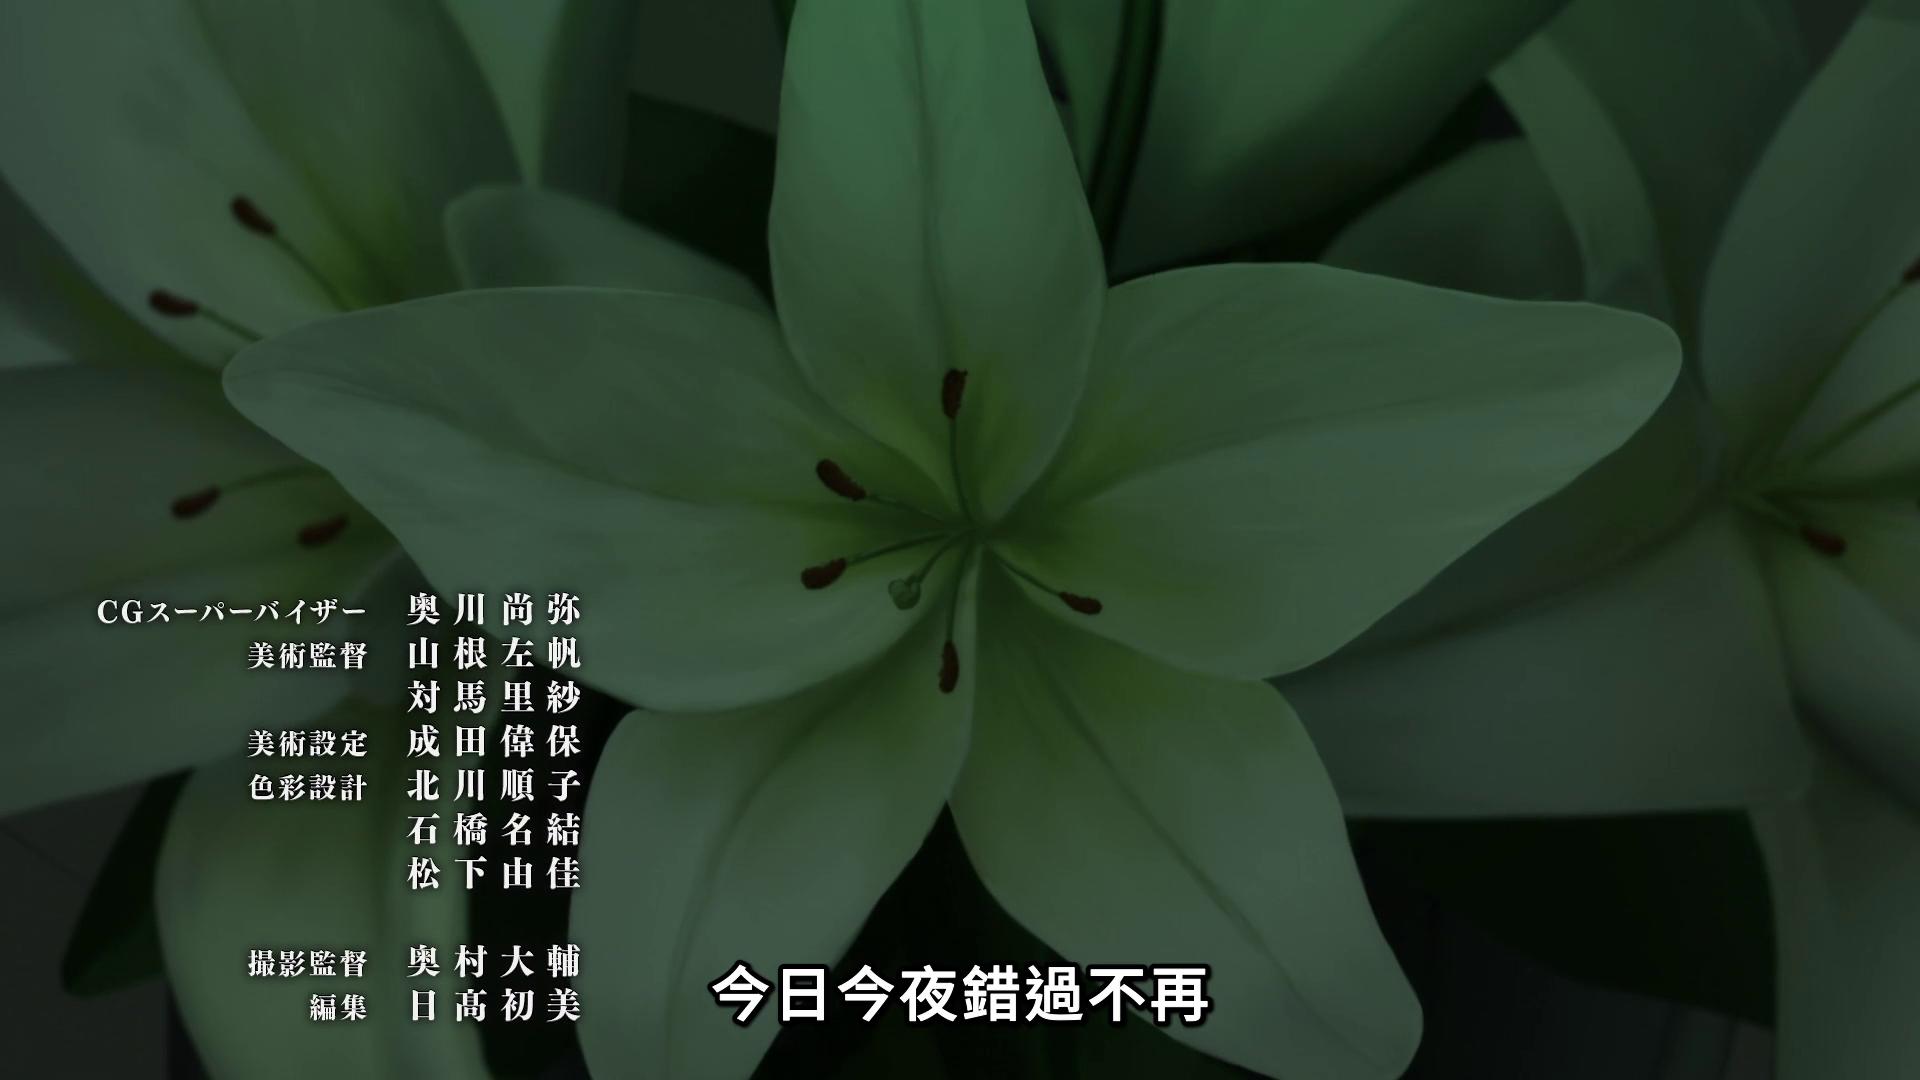 CGスーパーバイザー 奥川尚弥
美術監督 山根左帆
対馬里紗
美術設定 成田偉保
色彩設計 北川順子
石橋名結
松下由佳
撮影監督 奥村大輔
編集 日髙初美
今日今夜錯過不再